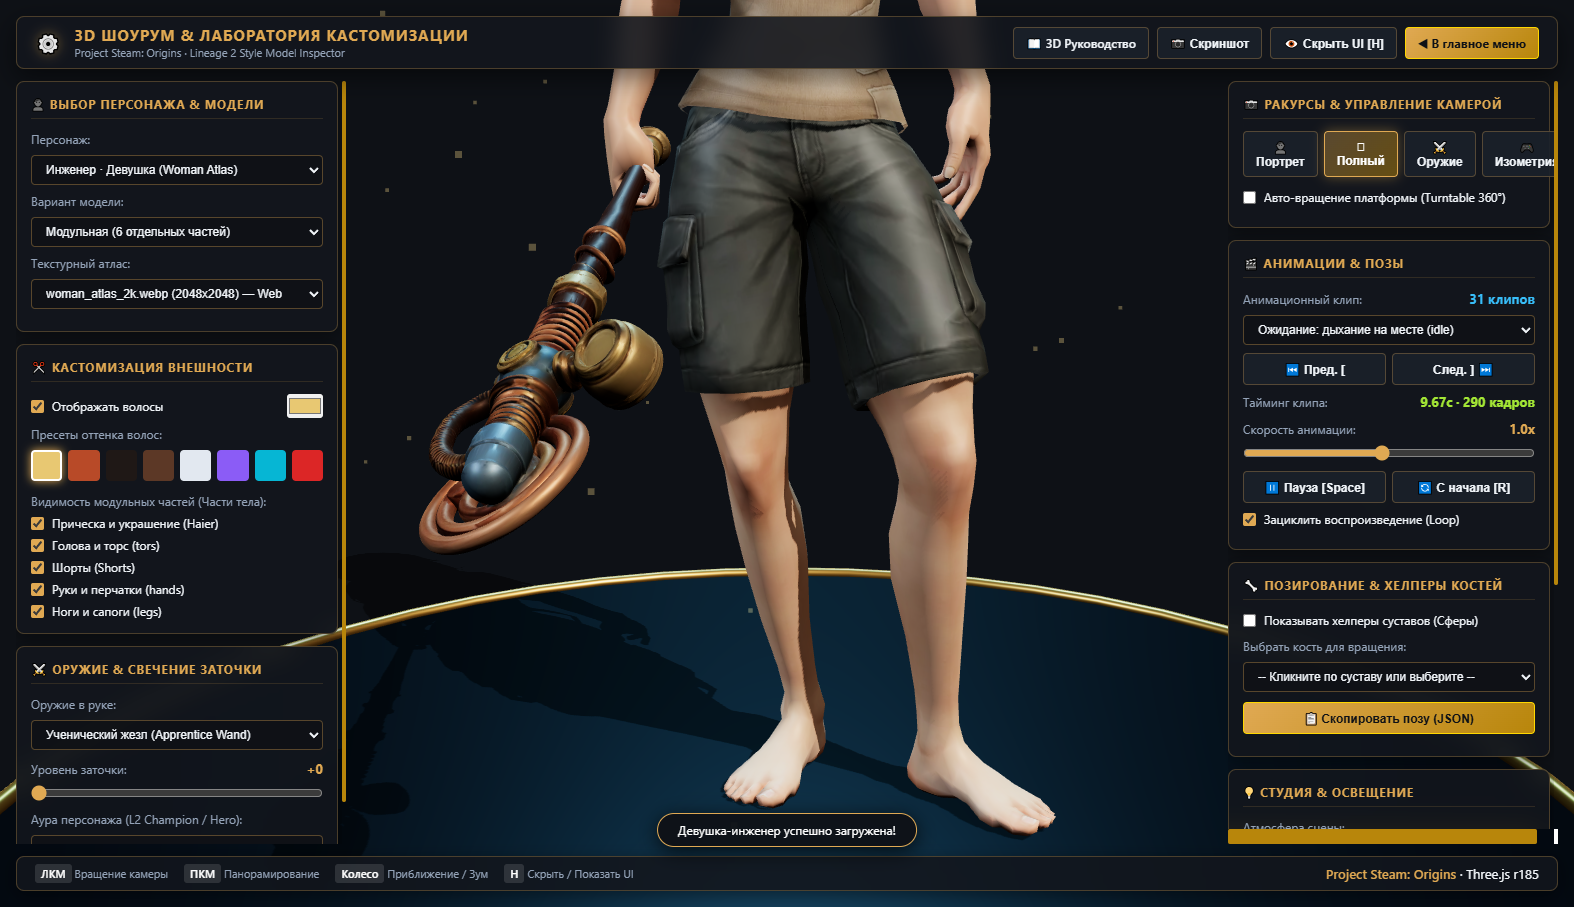 3D ШОУРУМ & ЛАБОРАТОРИЯ КАСТОМИЗАЦИИ
Project Steam: Origins · Lineage 2 Style Model Inspector
3D Руководство
Скриншот
Скрыть UI [H]
В главное меню
ВЫБОР ПЕРСОНАЖА & МОДЕЛИ
Персонаж:
Инженер - Девушка (Woman Atlas)
Вариант модели:
Модульная (6 отдельных частей)
Текстурный атлас:
woman_atlas_2k.webp (2048x2048) — Web
КАСТОМИЗАЦИЯ ВНЕШНОСТИ
Отображать волосы
Пресеты оттенка волос:
Видимость модульных частей (Части тела):
Прическа и украшение (Haier)
Голова и торс (tors)
Шорты (Shorts)
Руки и перчатки (hands)
Ноги и сапоги (legs)
ОРУЖИЕ & СВЕЧЕНИЕ ЗАТОЧКИ
Оружие в руке:
Ученический жезл (Apprentice Wand)
Уровень заточки: +0
Аура персонажа (L2 Champion / Hero):
РАКУРСЫ & УПРАВЛЕНИЕ КАМЕРОЙ
Портрет
Полный
Оружие
Изометрия
Авто-вращение платформы (Turntable 360°)
АНИМАЦИИ & ПОЗЫ
Анимационный клип: 31 клипов
Ожидание: дыхание на месте (idle)
Пред. [
След. ]
Тайминг клипа: 9.67с · 290 кадров
Скорость анимации: 1.0x
Пауза [Space]
С начала [R]
Зациклить воспроизведение (Loop)
ПОЗИРОВАНИЕ & ХЕЛПЕРЫ КОСТЕЙ
Показывать хелперы суставов (Сферы)
Выбрать кость для вращения:
-- Кликните по суставу или выберите --
Скопировать позу (JSON)
СТУДИЯ & ОСВЕЩЕНИЕ
Атмосфера сцены:
Девушка-инженер успешно загружена!
ЛКМ Вращение камеры ПКМ Панорамирование Колесо Приближение / Зум H Скрыть / Показать UI
Project Steam: Origins · Three.js r185